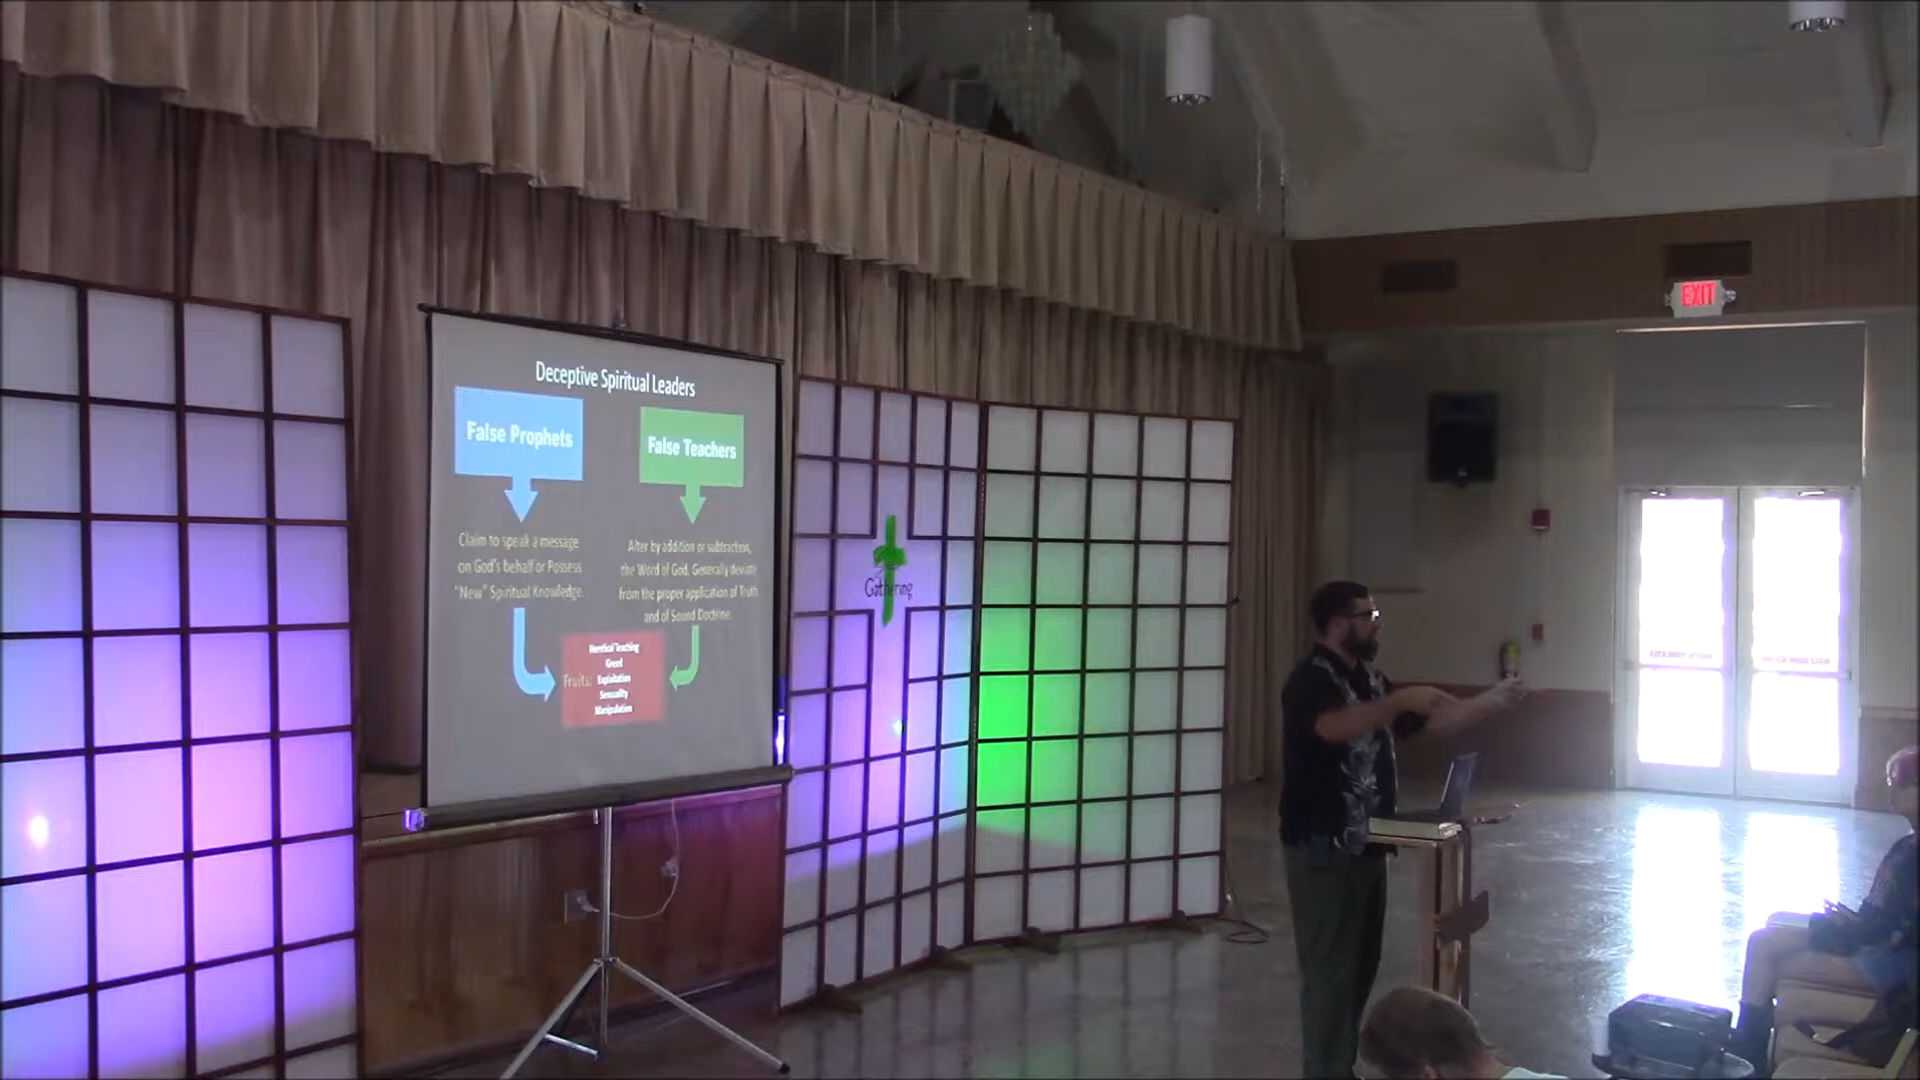 Deceptive Spiritual Leaders
False Prophets
False Teachers
Claim to speak a message
on God's behalf or Possess
"New" Spiritual Knowledge.
Alter by addition or subtraction,
the Word of God. Generally deviate
from the proper application of Truth
and of Sound Doctrine.
Fruits:
Heretical Teaching
Greed
Exploitation
Sensuality
Manipulation
Gathering
EXIT